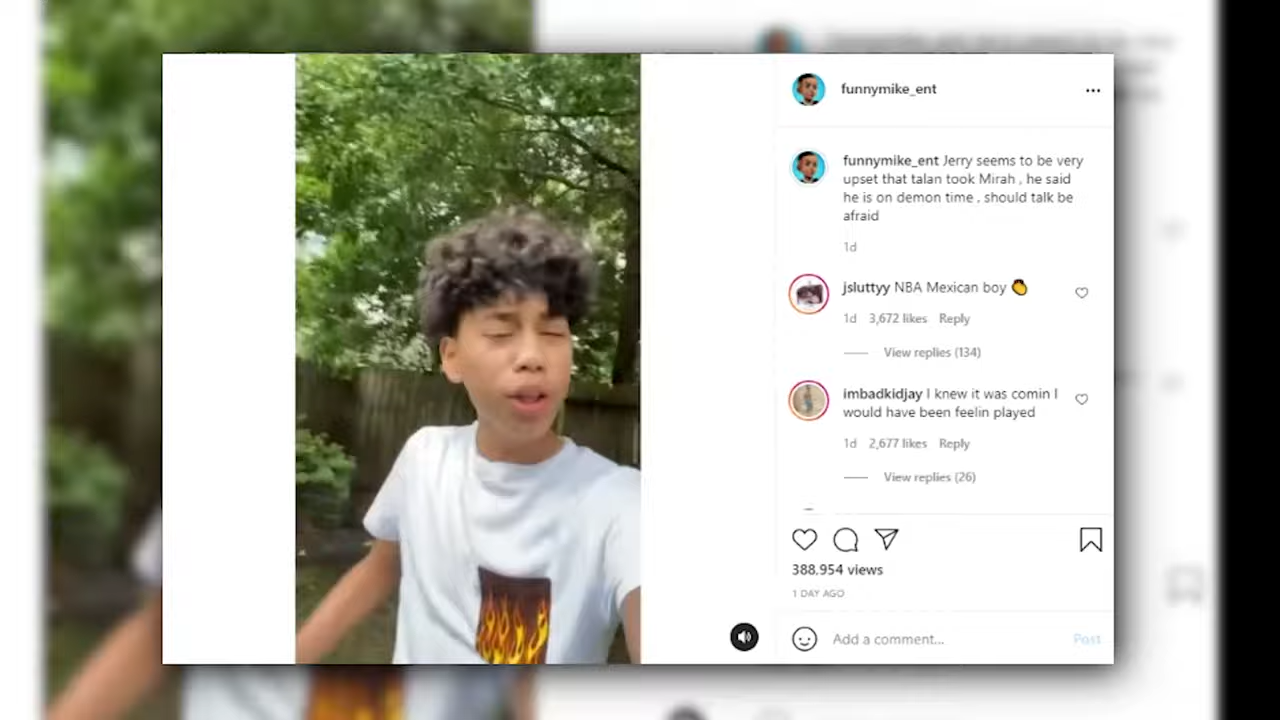 funnymike_ent
funnymike_ent Jerry seems to be very
upset that talan took Mirah , he said
he is on demon time , should talk be
afraid
1d
jsluttyy NBA Mexican boy 👏
1d 3,672 likes Reply
View replies (134)
imbadkidjay I knew it was comin I
would have been feelin played
1d 2,677 likes Reply
View replies (26)
388,954 views
1 DAY AGO
Add a comment...
Post